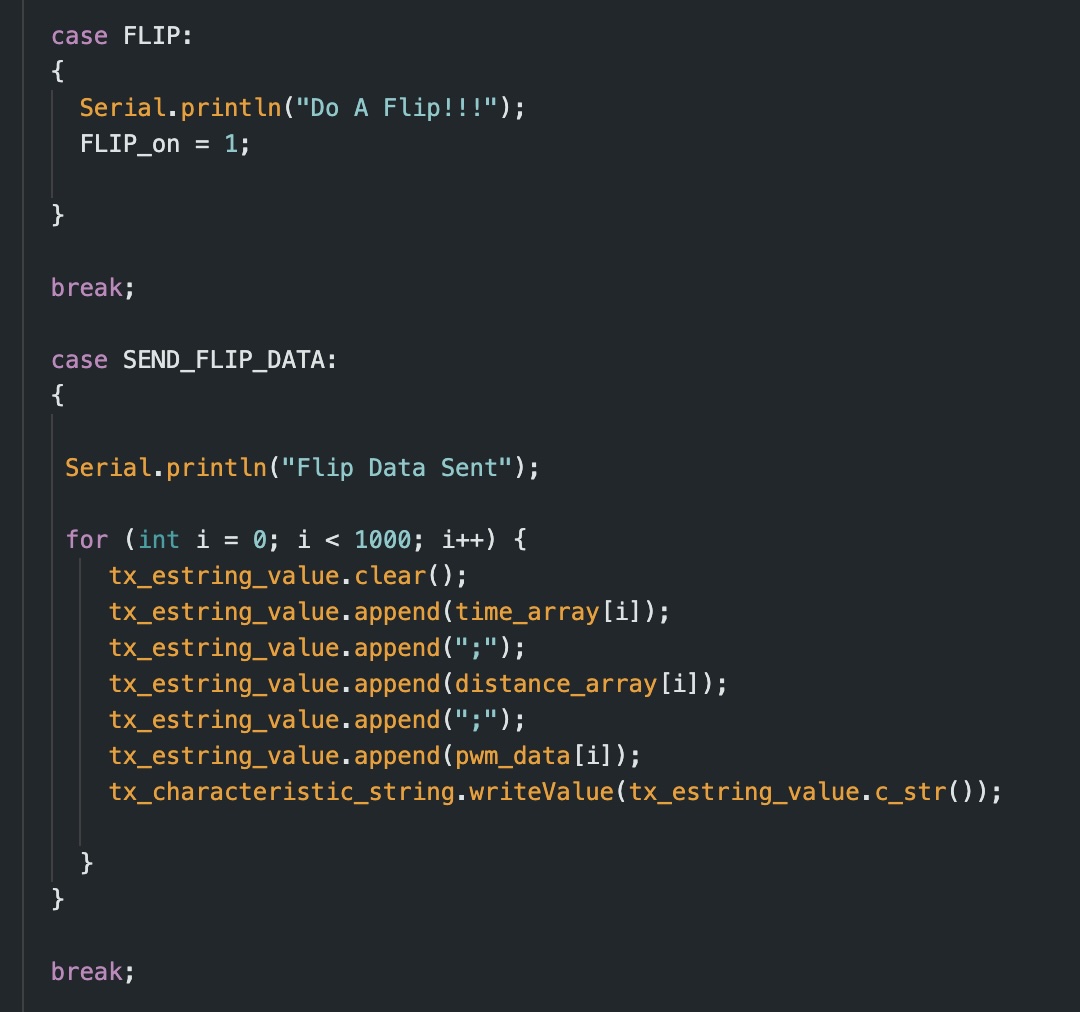 case FLIP:
{
Serial.println("Do A Flip!!!");
FLIP_on = 1;
}
break;
case SEND_FLIP_DATA:
{
Serial.println("Flip Data Sent");
for (int i = 0; i < 1000; i++) {
tx_estring_value.clear();
tx_estring_value.append(time_array[i]);
tx_estring_value.append(";");
tx_estring_value.append(distance_array[i]);
tx_estring_value.append(";");
tx_estring_value.append(pwm_data[i]);
tx_characteristic_string.writeValue(tx_estring_value.c_str());
}
}
break;